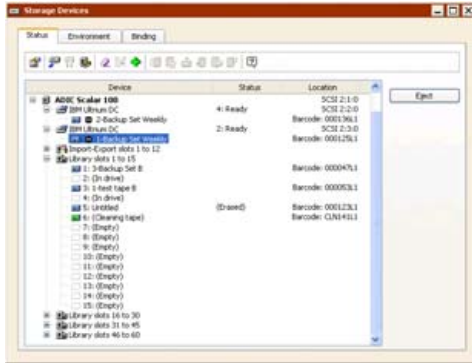 Storage Devices
Status Environment Binding
Device Status Location
ADIC Scalar 100 SCSI 2:1:0
IBM Ultrium DC 4: Ready SCSI 2:2:0
2-Backup Set Weekly Barcode: 000136L1
IBM Ultrium DC 2: Ready SCSI 2:3:0
1-Backup Set Weekly Barcode: 000125L1
Import-Export slots 1 to 12
Library slots 1 to 15
1: 3-Backup Set B Barcode: 000047L1
2: (In drive)
3: 1-test tape B Barcode: 000053L1
4: (In drive)
5: Untitled (Erased) Barcode: 000123L1
6: (Cleaning tape) Barcode: CLN141L1
7: (Empty)
8: (Empty)
9: (Empty)
10: (Empty)
11: (Empty)
12: (Empty)
13: (Empty)
14: (Empty)
15: (Empty)
Library slots 16 to 30
Library slots 31 to 45
Library slots 46 to 60
Eject